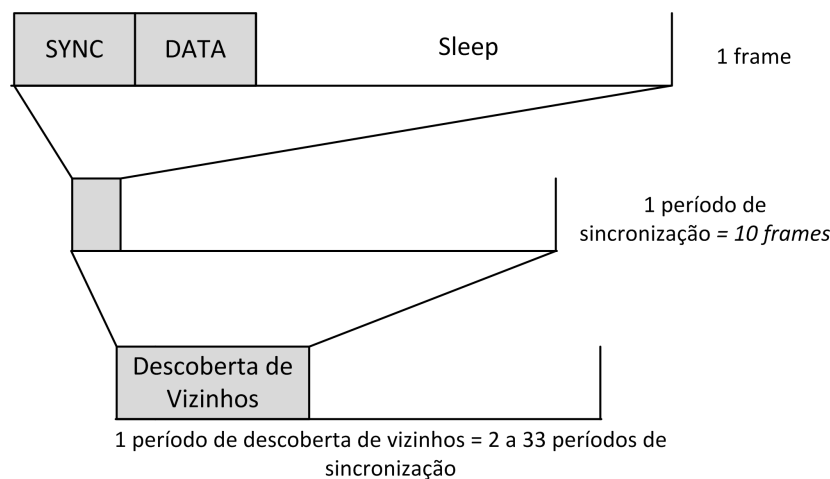 SYNC DATA Sleep 1 frame
1 período de
sincronização = 10 frames
Descoberta de
Vizinhos
1 período de descoberta de vizinhos = 2 a 33 períodos de
sincronização